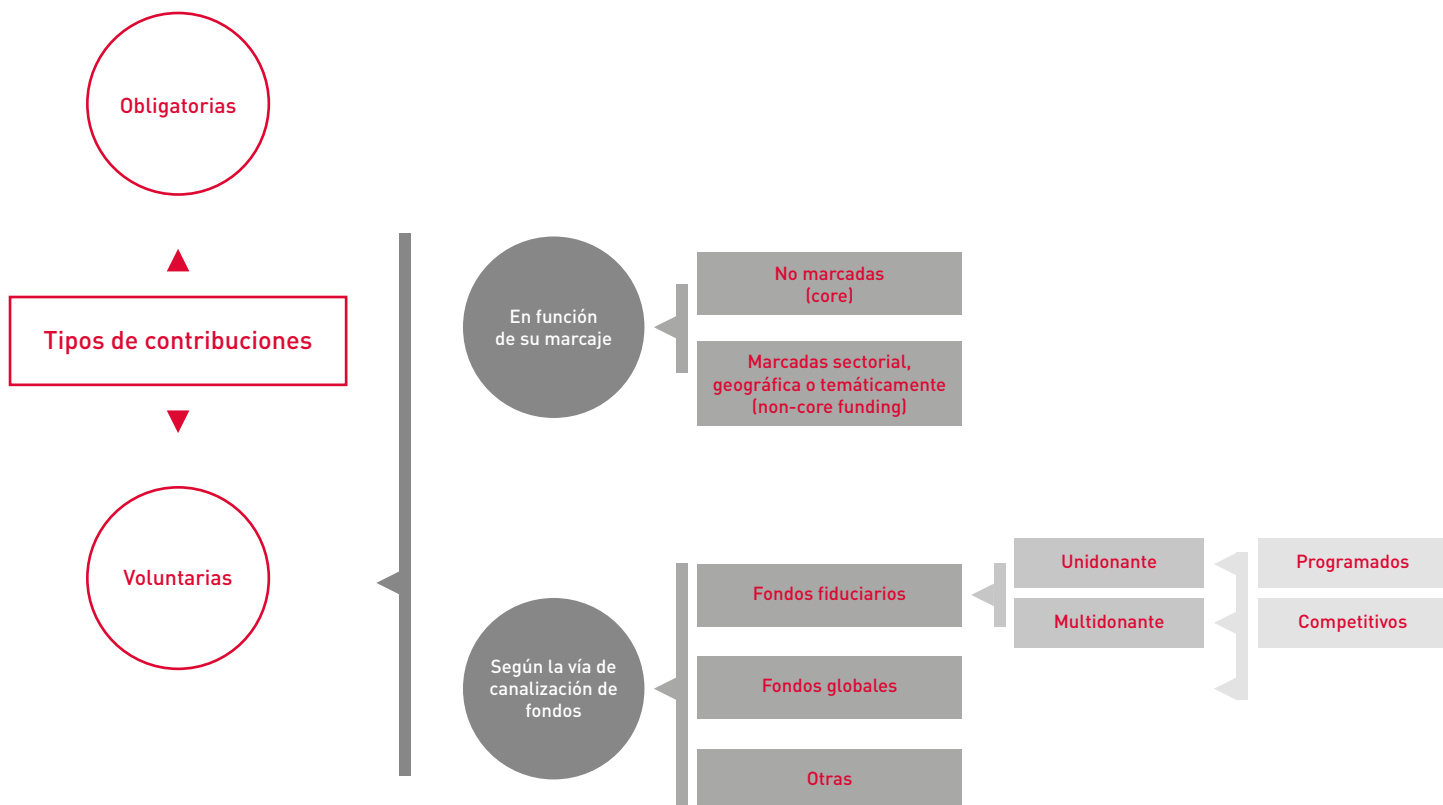 Obligatorias
Tipos de contribuciones
Voluntarias
En función
de su marcaje
No marcadas
(core)
Marcadas sectorial,
geográfica o temáticamente
(non-core funding)
Según la vía de
canalización de
fondos
Fondos fiduciarios
Fondos globales
Otras
Unidonante
Multidonante
Programados
Competitivos